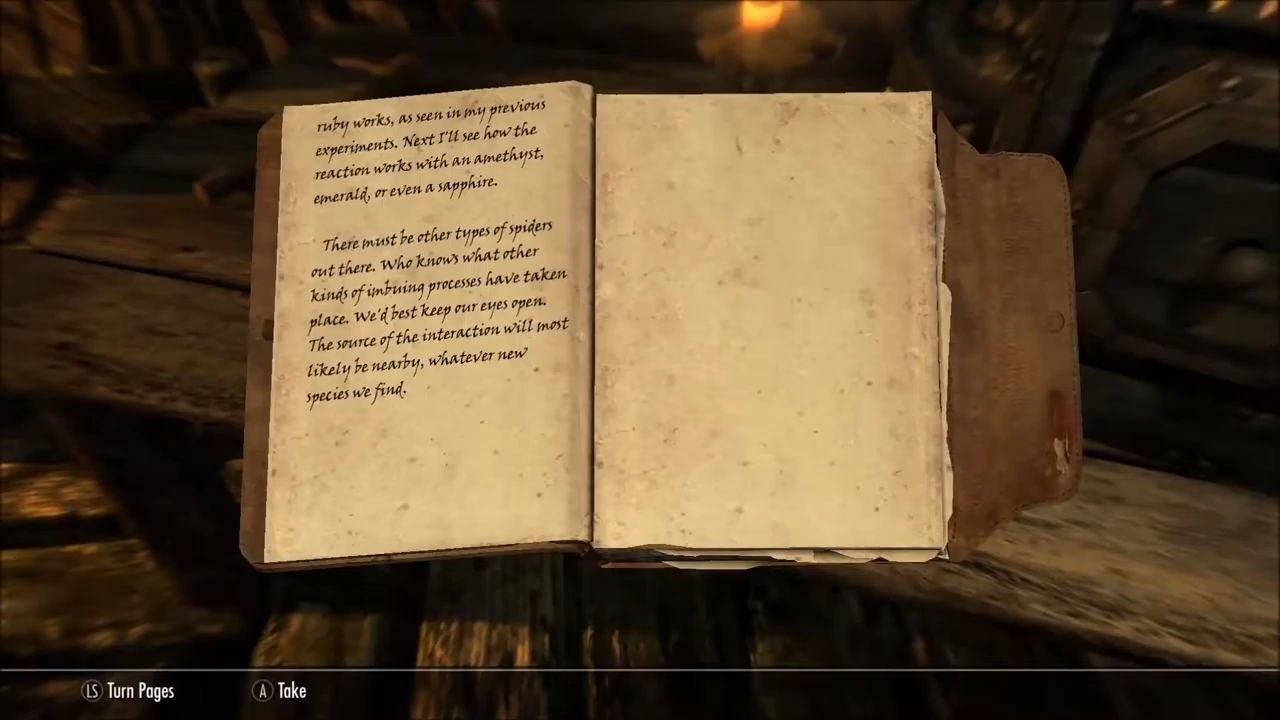 ruby works, as seen in my previous
experiments. Next I'll see how the
reaction works with an amethyst,
emerald, or even a sapphire.
There must be other types of spiders
out there. Who knows what other
kinds of imbuing processes have taken
place. We'd best keep our eyes open.
The source of the interaction will most
likely be nearby, whatever new
species we find.
LS Turn Pages
A Take